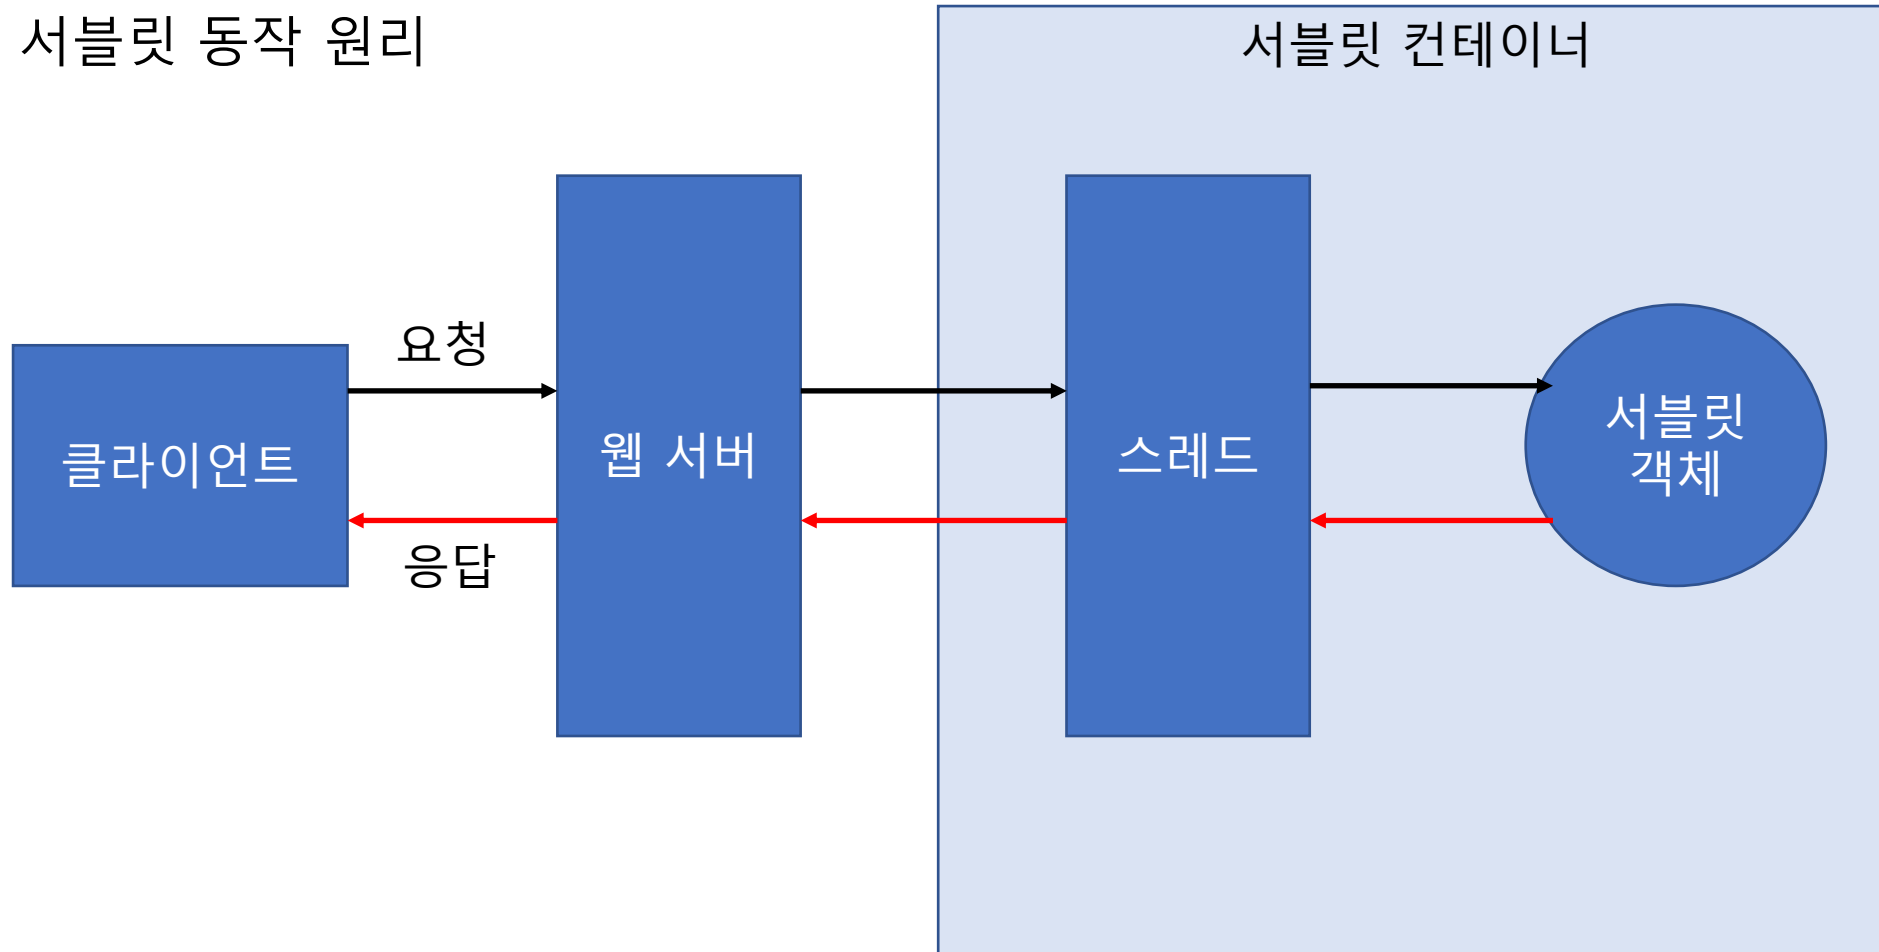 서블릿 동작 원리
서블릿 컨테이너
요청
클라이언트
웹 서버
스레드
서블릿
객체
응답